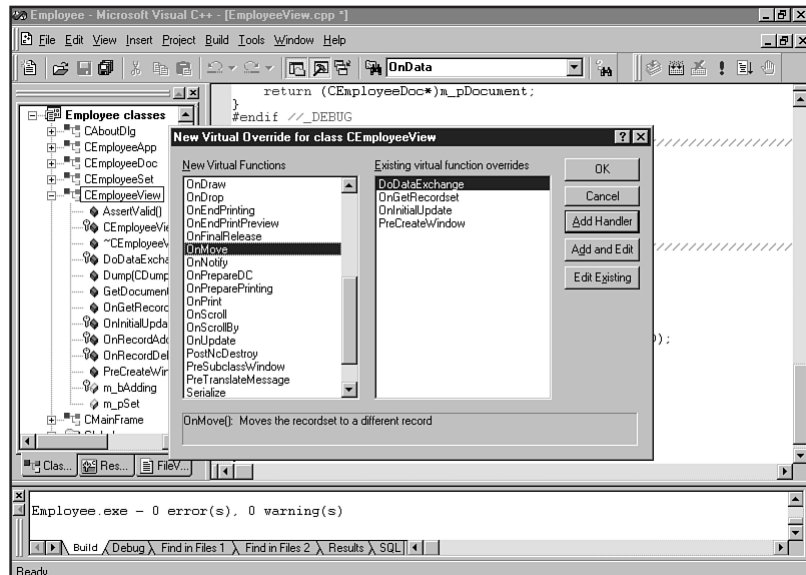 Employee - Microsoft Visual C++ - [EmployeeView.cpp *]
File Edit View Insert Project Build Tools Window Help
OnData
Employee classes
CAboutDlg
CEmployeeApp
CEmployeeDoc
CEmployeeSet
CEmployeeView
AssertValid()
CEmployeeVie
~CEmployeeV
DoDataExcha
Dump(CDump
GetDocument
OnGetRecord
OnInitialUpda
OnRecordAdd
OnRecordDel
PreCreateWin
m_bAdding
m_pSet
CMainFrame
Clas...
Res...
FileV...
return (CEmployeeDoc*)m_pDocument;
}
#endif //_DEBUG
New Virtual Override for class CEmployeeView
New Virtual Functions
OnDraw
OnDrop
OnEndPrinting
OnEndPrintPreview
OnFinalRelease
OnMove
OnNotify
OnPrepareDC
OnPreparePrinting
OnPrint
OnScroll
OnScrollBy
OnUpdate
PostNcDestroy
PreSubclassWindow
PreTranslateMessage
Serialize
Existing virtual function overrides
DoDataExchange
OnGetRecordset
OnInitialUpdate
PreCreateWindow
OK
Cancel
Add Handler
Add and Edit
Edit Existing
OnMove(): Moves the recordset to a different record
);
Employee.exe - 0 error(s), 0 warning(s)
Build Debug Find in Files 1 Find in Files 2 Results SQL
Ready